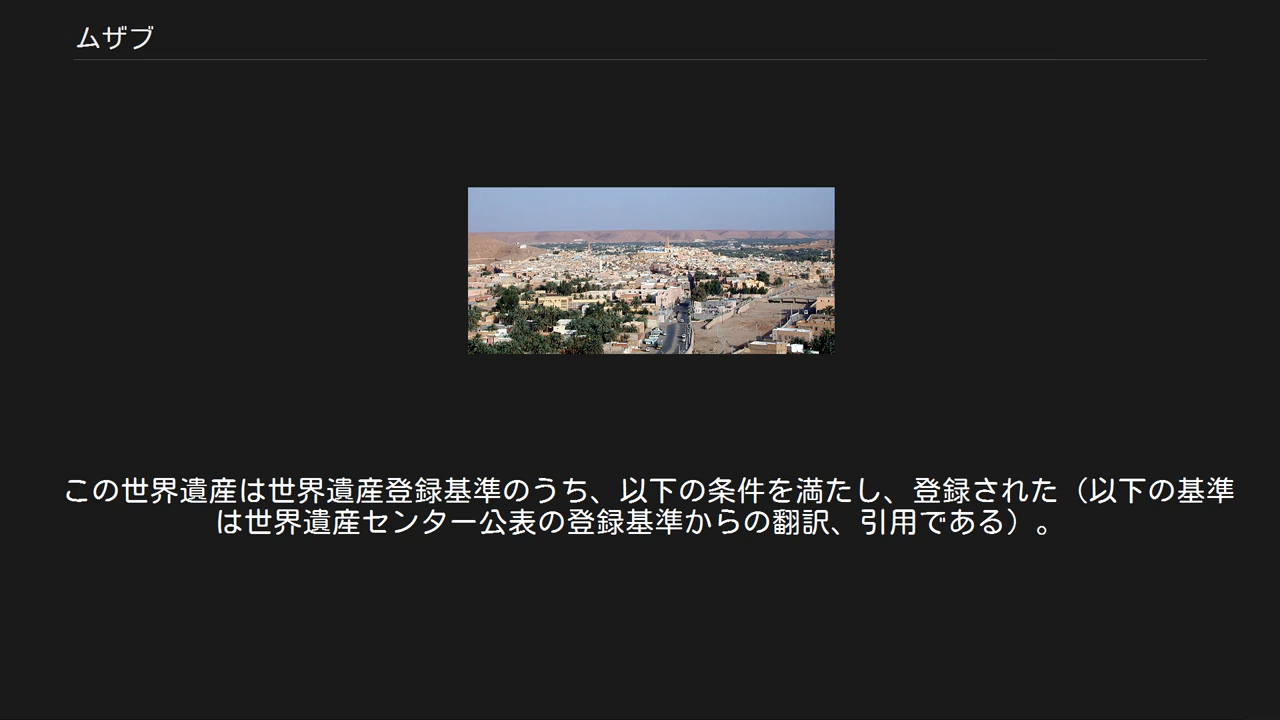 ムザブ
この世界遺産は世界遺産登録基準のうち、以下の条件を満たし、登録された（以下の基準
は世界遺産センター公表の登録基準からの翻訳、引用である）。